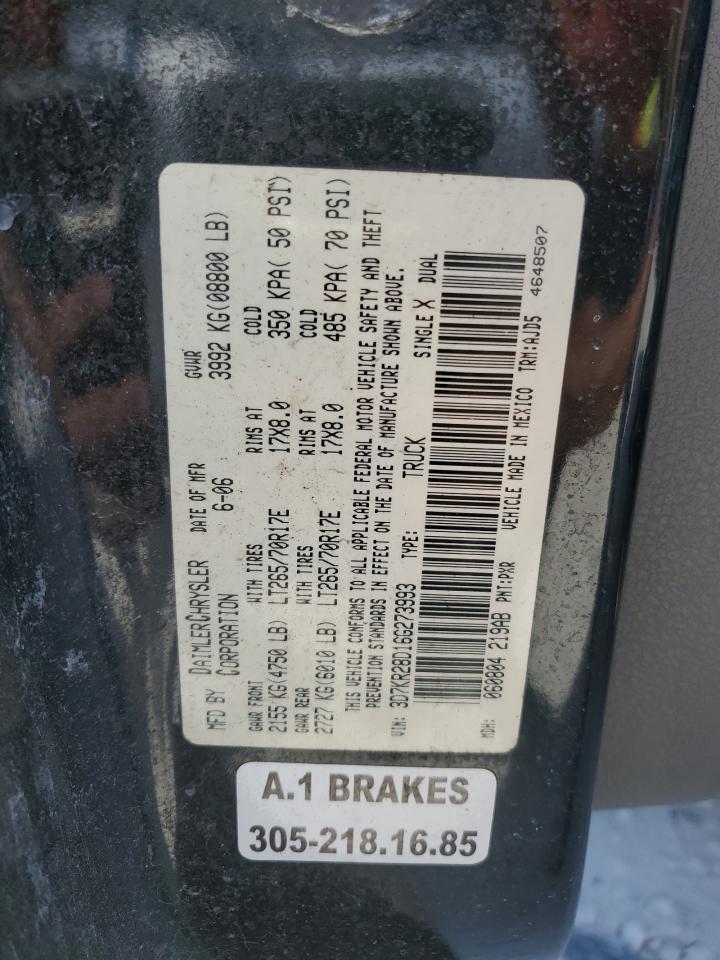 MFD BY DAIMLERCHRYSLER CORPORATION DATE OF MFR 6-06 GVWR 3992 KG(08800 LB)
GAWR FRONT WITH TIRES RIMS AT COLD
2155 KG(4750 LB) LT265/70R17E 17X8.0 350 KPA( 50 PSI)
GAWR REAR WITH TIRES RIMS AT COLD
2727 KG(6010 LB) LT265/70R17E 17X8.0 485 KPA( 70 PSI)
THIS VEHICLE CONFORMS TO ALL APPLICABLE FEDERAL MOTOR VEHICLE SAFETY AND THEFT
PREVENTION STANDARDS IN EFFECT ON THE DATE OF MANUFACTURE SHOWN ABOVE.
VIN: 3D7KR28D16G273993 TYPE: TRUCK SINGLE X DUAL
MDH: 060804 219AB PNT:PXR VEHICLE MADE IN MEXICO TRM:AJD5 4648507
A.1 BRAKES
305-218.16.85